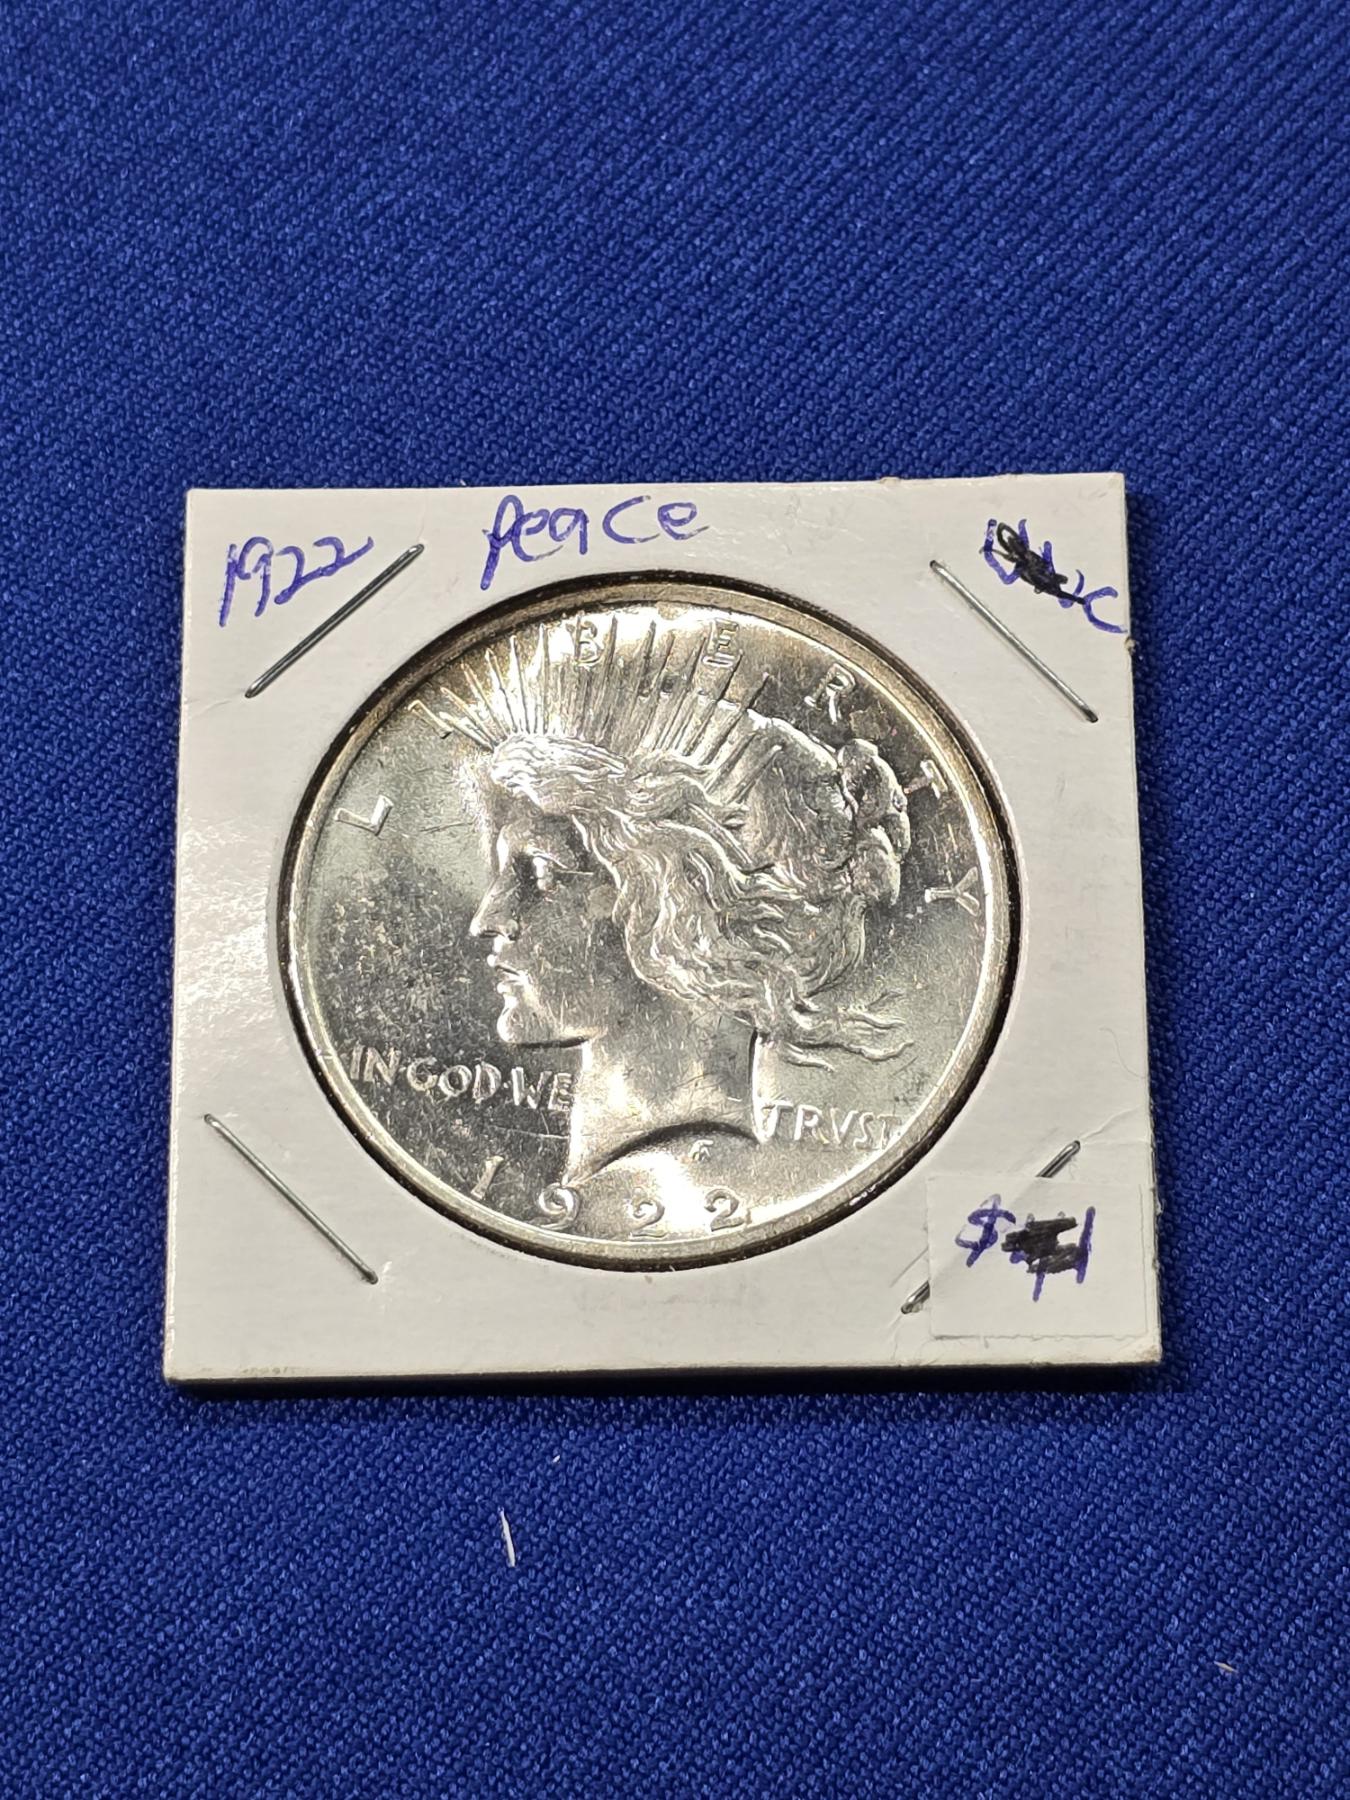 1922 Peace
LIBERTY
IN·GOD·WE TRVST
1922